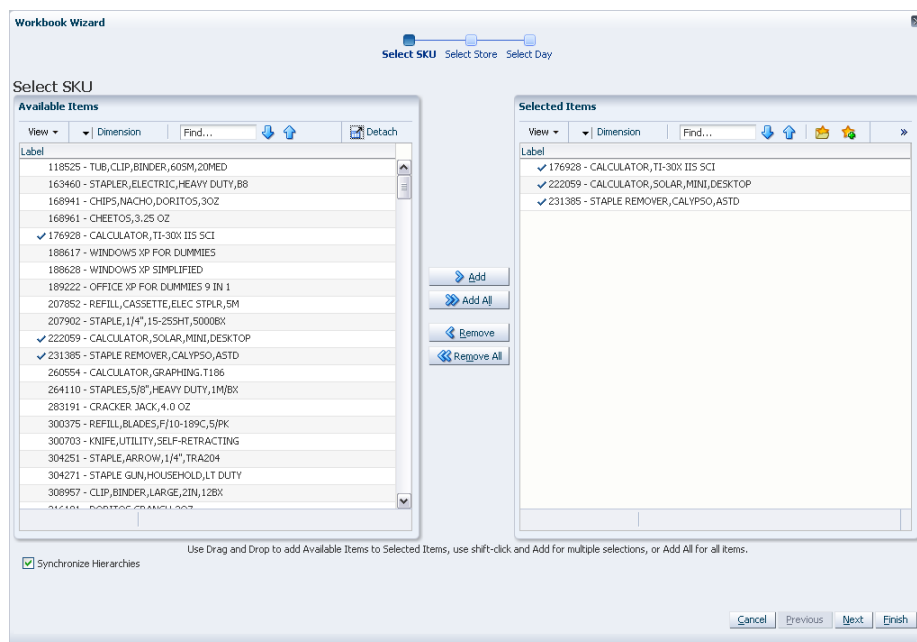 Workbook Wizard
Select SKU Select Store Select Day
Select SKU
Available Items
View Dimension Find... Detach
Label
118525 - TUB,CLIP,BINDER,60SM,20MED
163460 - STAPLER,ELECTRIC,HEAVY DUTY,B8
168941 - CHIPS,NACHO,DORITOS,3OZ
168961 - CHEETOS,3.25 OZ
176928 - CALCULATOR,TI-30X IIS SCI
188617 - WINDOWS XP FOR DUMMIES
188628 - WINDOWS XP SIMPLIFIED
189222 - OFFICE XP FOR DUMMIES 9 IN 1
207852 - REFILL,CASSETTE,ELEC STPLR,5M
207902 - STAPLE,1/4",15-25SHT,5000BX
222059 - CALCULATOR,SOLAR,MINI,DESKTOP
231385 - STAPLE REMOVER,CALYPSO,ASTD
260554 - CALCULATOR,GRAPHING.T186
264110 - STAPLES,5/8",HEAVY DUTY,1M/BX
283191 - CRACKER JACK,4.0 OZ
300375 - REFILL,BLADES,F/10-189C,5/PK
300703 - KNIFE,UTILITY,SELF-RETRACTING
304251 - STAPLE,ARROW,1/4",TRA204
304271 - STAPLE GUN,HOUSEHOLD,LT DUTY
308957 - CLIP,BINDER,LARGE,2IN,12BX
Add
Add All
Remove
Remove All
Selected Items
View Dimension Find... »
Label
176928 - CALCULATOR,TI-30X IIS SCI
222059 - CALCULATOR,SOLAR,MINI,DESKTOP
231385 - STAPLE REMOVER,CALYPSO,ASTD
Use Drag and Drop to add Available Items to Selected Items, use shift-click and Add for multiple selections, or Add All for all items.
Synchronize Hierarchies
Cancel Previous Next Finish